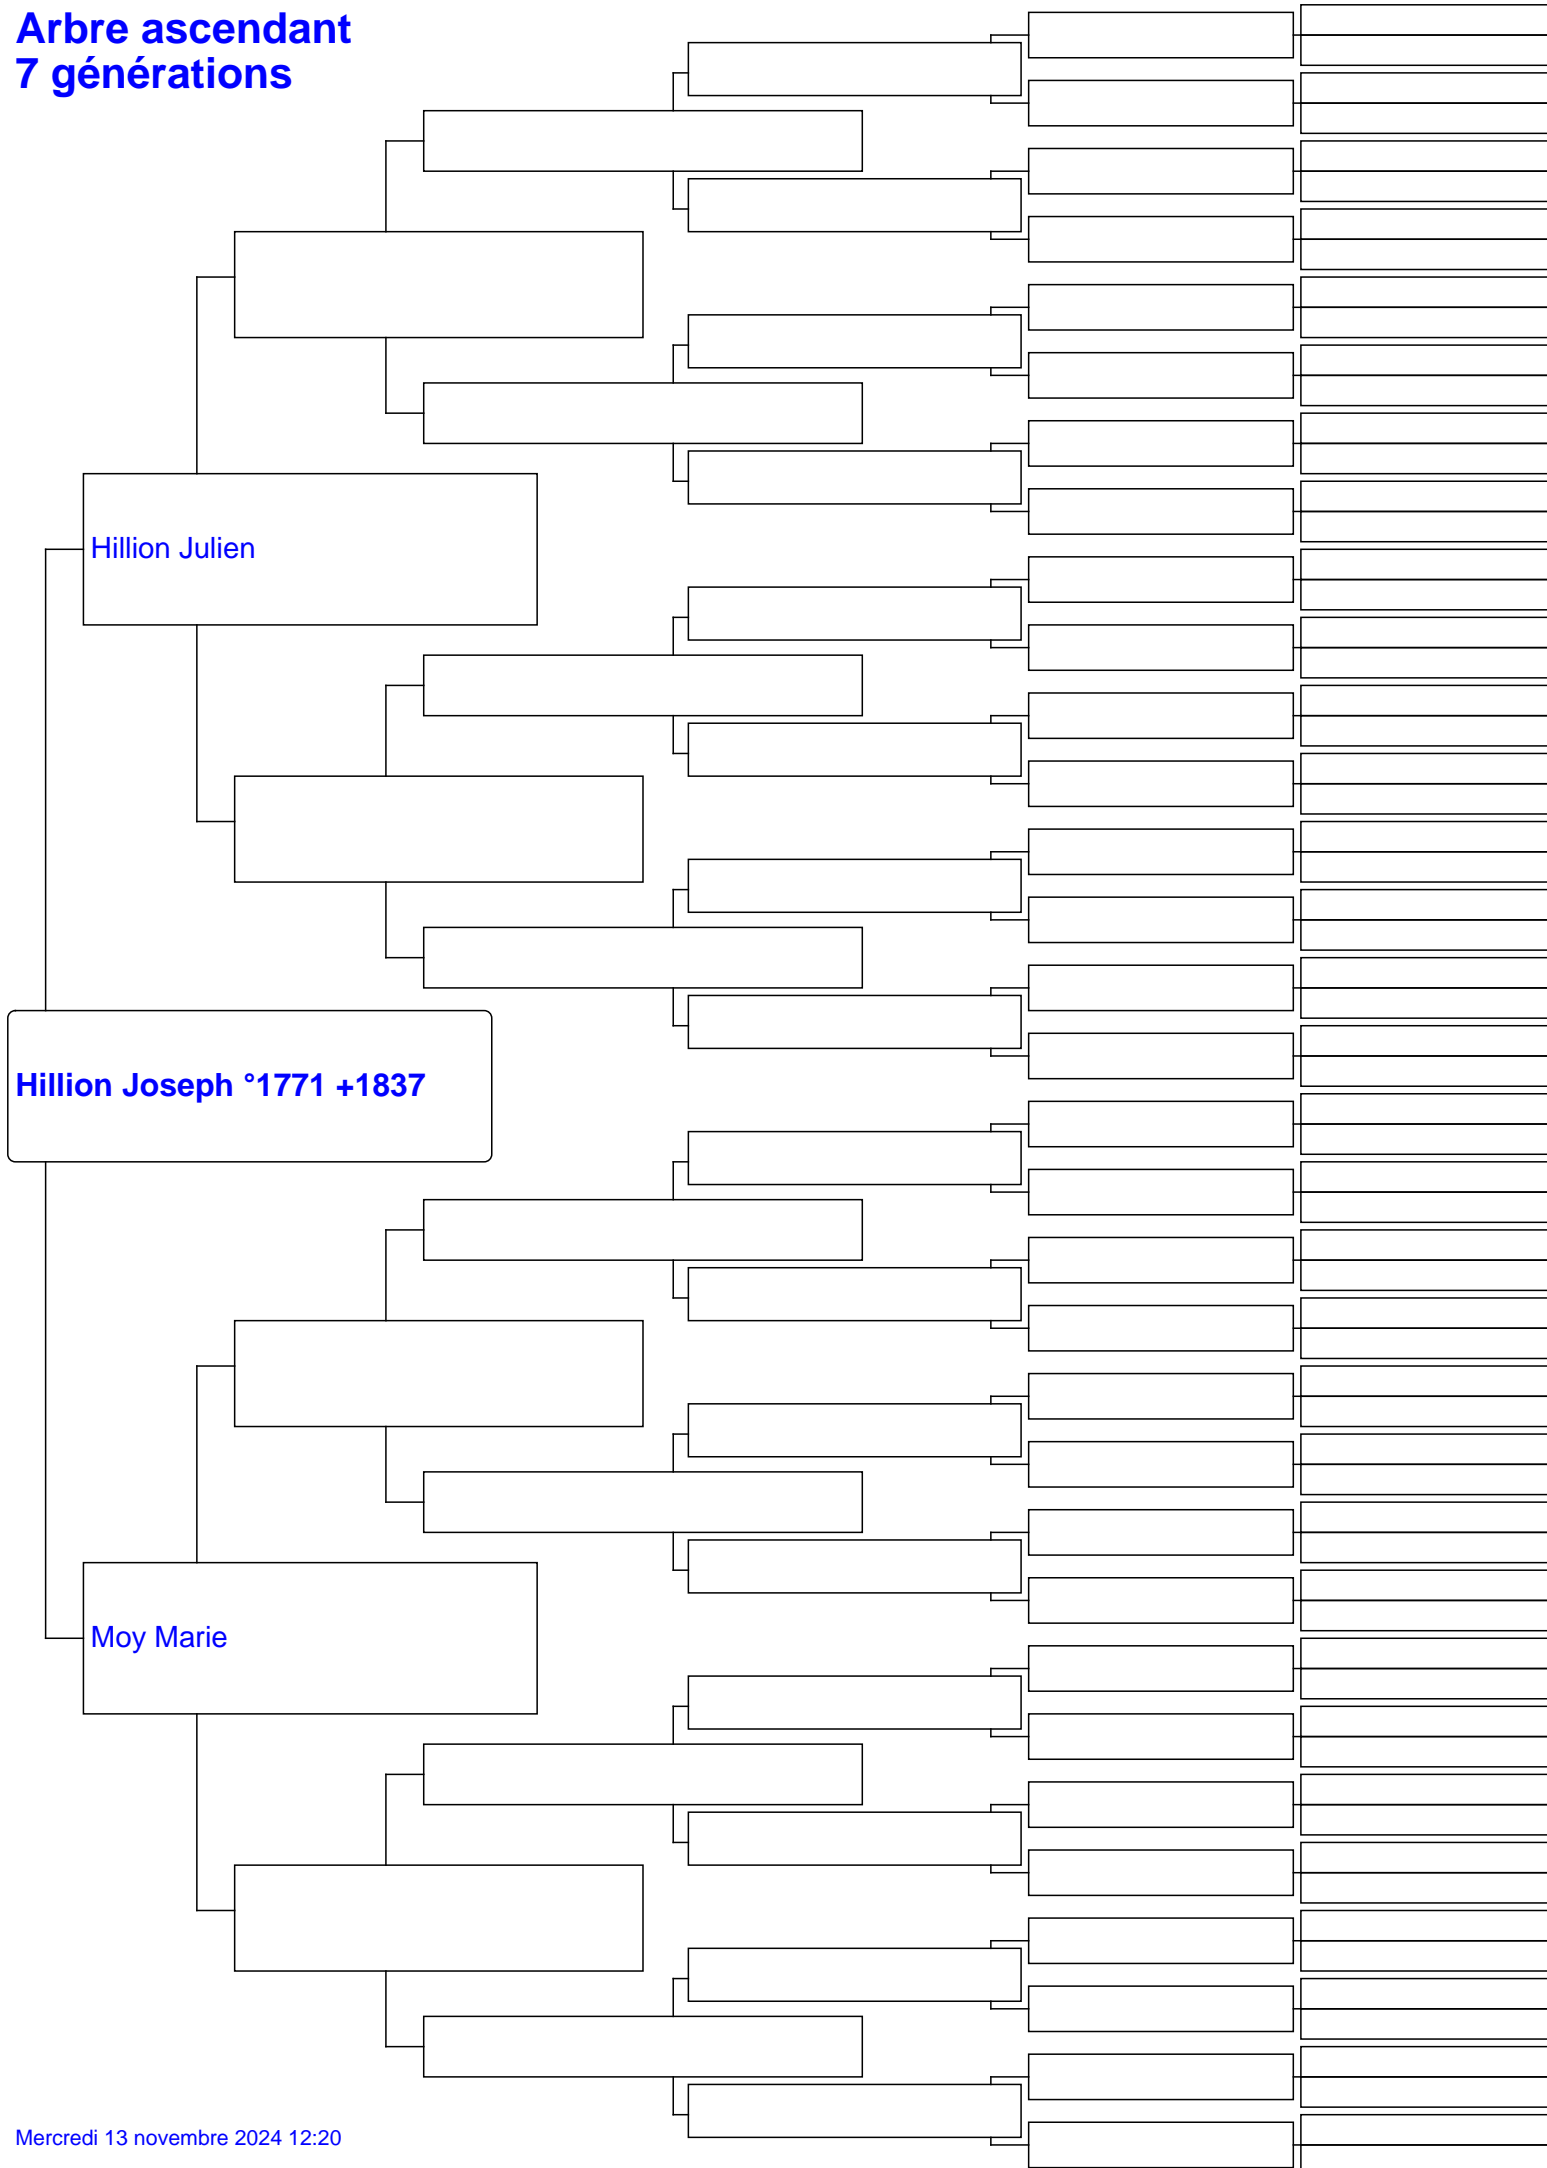 Arbre ascendant
7 générations
Hillion Julien
Hillion Joseph °1771 +1837
Moy Marie
Mercredi 13 novembre 2024 12:20